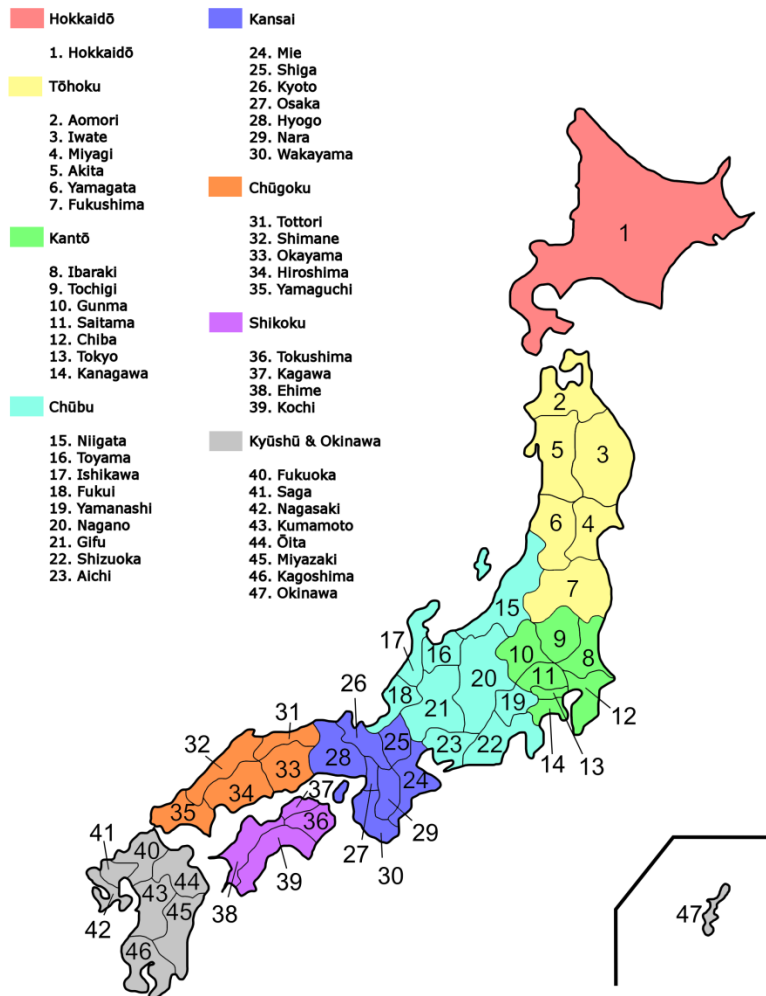 Hokkaidō
1. Hokkaidō
Tōhoku
2. Aomori
3. Iwate
4. Miyagi
5. Akita
6. Yamagata
7. Fukushima
Kantō
8. Ibaraki
9. Tochigi
10. Gunma
11. Saitama
12. Chiba
13. Tokyo
14. Kanagawa
Chūbu
15. Niigata
16. Toyama
17. Ishikawa
18. Fukui
19. Yamanashi
20. Nagano
21. Gifu
22. Shizuoka
23. Aichi
Kansai
24. Mie
25. Shiga
26. Kyoto
27. Osaka
28. Hyogo
29. Nara
30. Wakayama
Chūgoku
31. Tottori
32. Shimane
33. Okayama
34. Hiroshima
35. Yamaguchi
Shikoku
36. Tokushima
37. Kagawa
38. Ehime
39. Kochi
Kyūshū & Okinawa
40. Fukuoka
41. Saga
42. Nagasaki
43. Kumamoto
44. Ōita
45. Miyazaki
46. Kagoshima
47. Okinawa
1
2
5
3
6
4
7
15
17
16
10
9
8
11
20
18
21
19
12
26
31
25
23
22
14
13
32
28
33
24
34
37
35
36
29
41
40
27
30
39
43
44
38
42
45
46
47